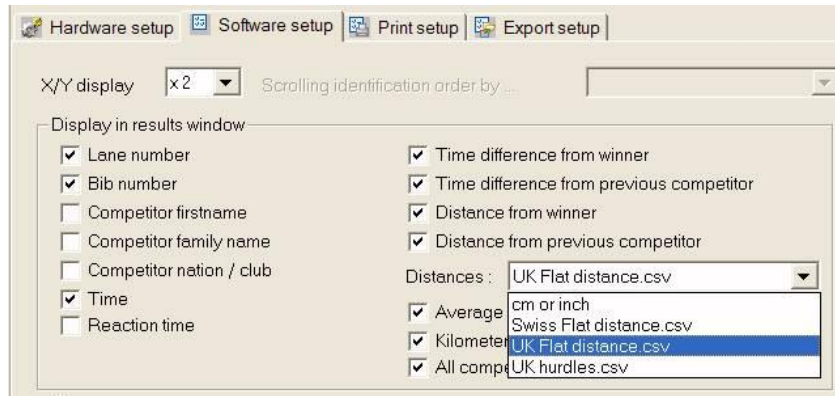 Hardware setup Software setup Print setup Export setup
X/Y display x2 Scrolling identification order by ...
Display in results window
Lane number
Bib number
Competitor firstname
Competitor family name
Competitor nation / club
Time
Reaction time
Time difference from winner
Time difference from previous competitor
Distance from winner
Distance from previous competitor
Distances : UK Flat distance.csv
cm or inch
Swiss Flat distance.csv
UK Flat distance.csv
UK hurdles.csv
Average
Kilometer
All compe